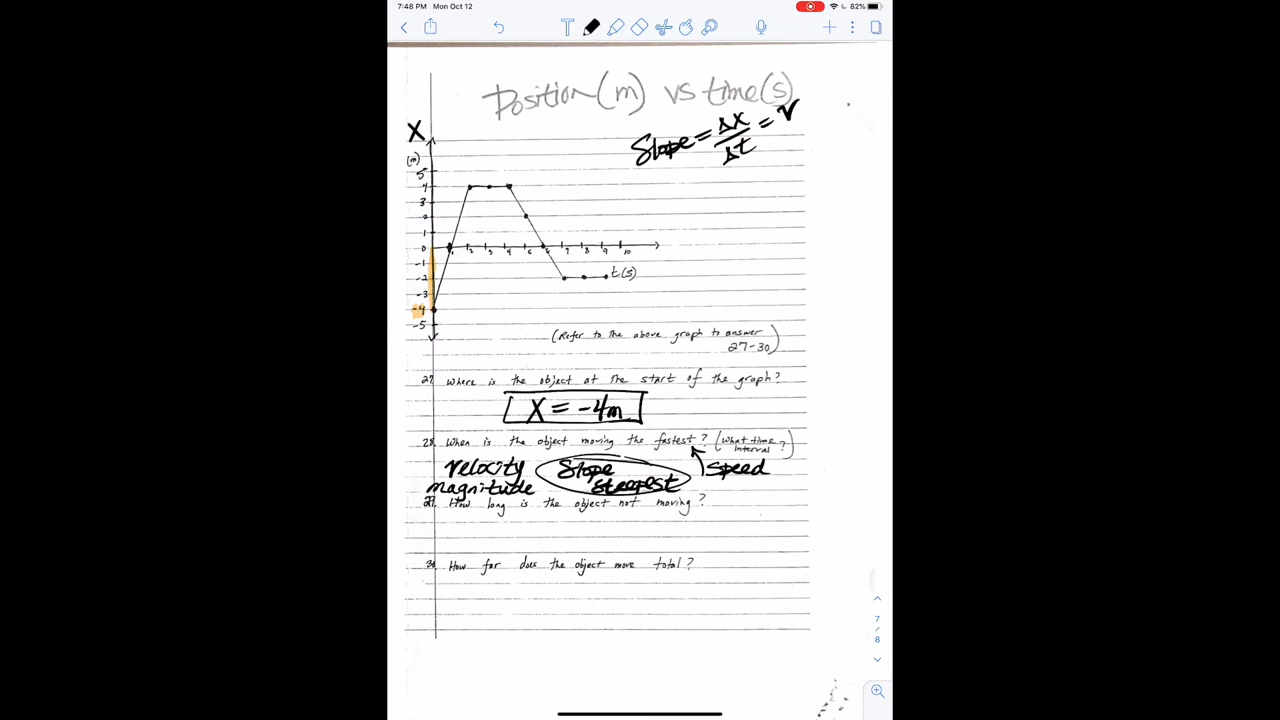 7:48 PM Mon Oct 12
82%
T
Position (m) vs time (s)
Slope = Δx/Δt = v
X
(m)
5
4
3
2
1
0
-1
-2
-3
-4
-5
1 2 3 4 5 6 7 8 9 10
t(s)
(Refer to the above graph to answer
27-30)
27. Where is the object at the start of the graph?
X = -4m
28. When is the object moving the fastest? (what time interval?)
velocity magnitude
Slope steepest
speed
29. How long is the object not moving?
30. How far does the object move total?
7
/
8